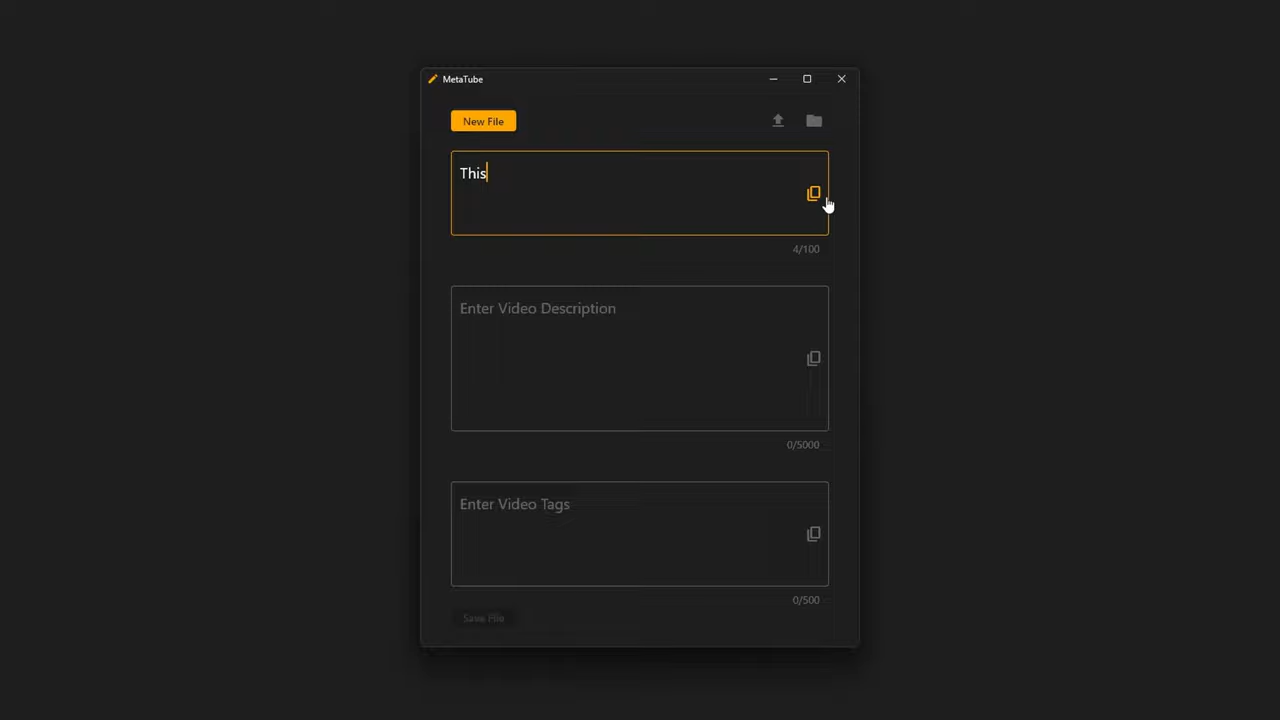 MetaTube
New File
This
4/100
Enter Video Description
0/5000
Enter Video Tags
0/500
Save File